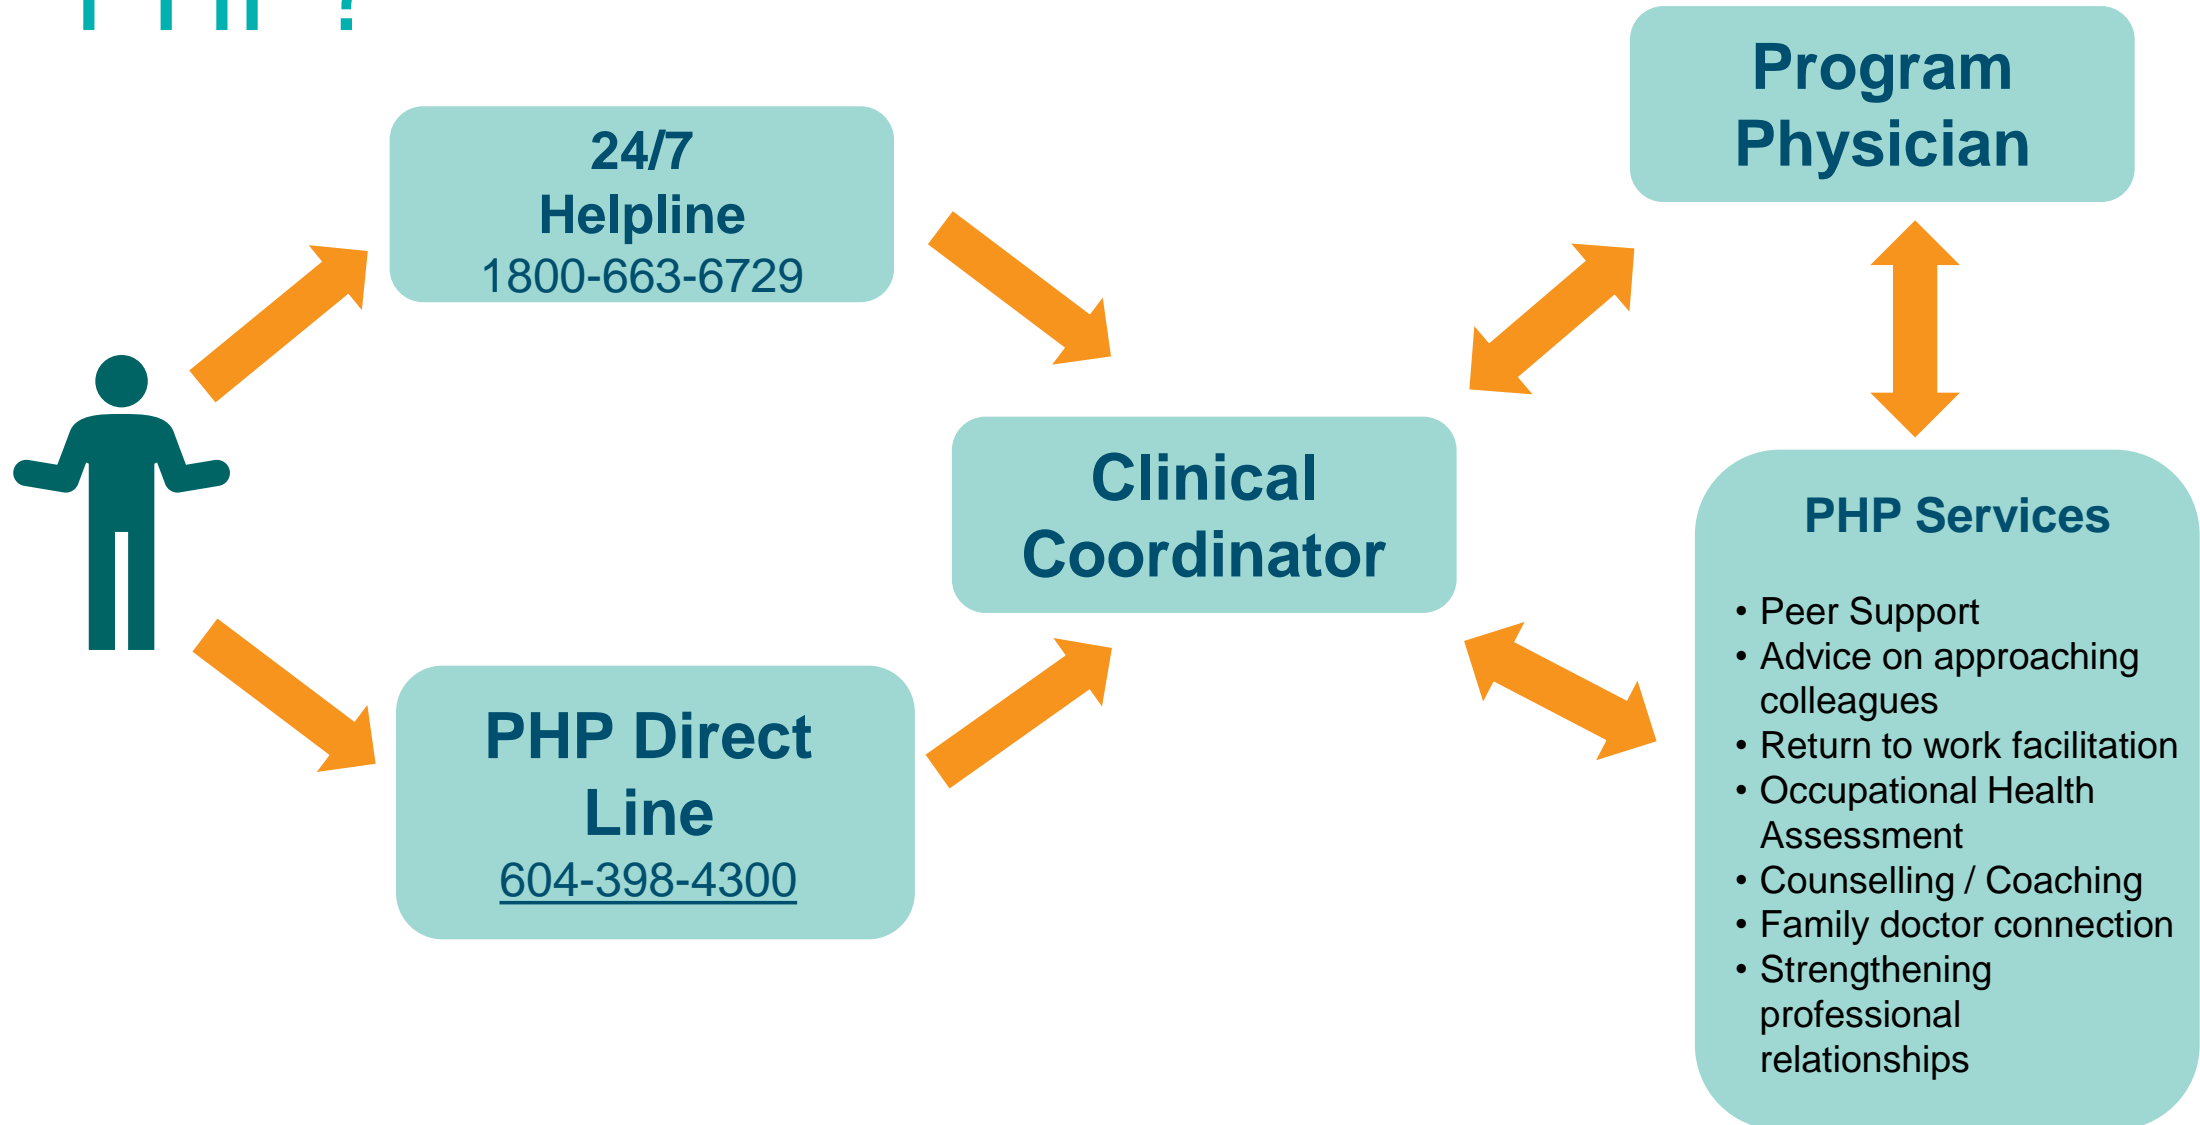 24/7
Helpline
1800-663-6729
PHP Direct
Line
604-398-4300
Clinical
Coordinator
Program
Physician
PHP Services
• Peer Support
• Advice on approaching
colleagues
• Return to work facilitation
• Occupational Health
Assessment
• Counselling / Coaching
• Family doctor connection
• Strengthening
professional
relationships